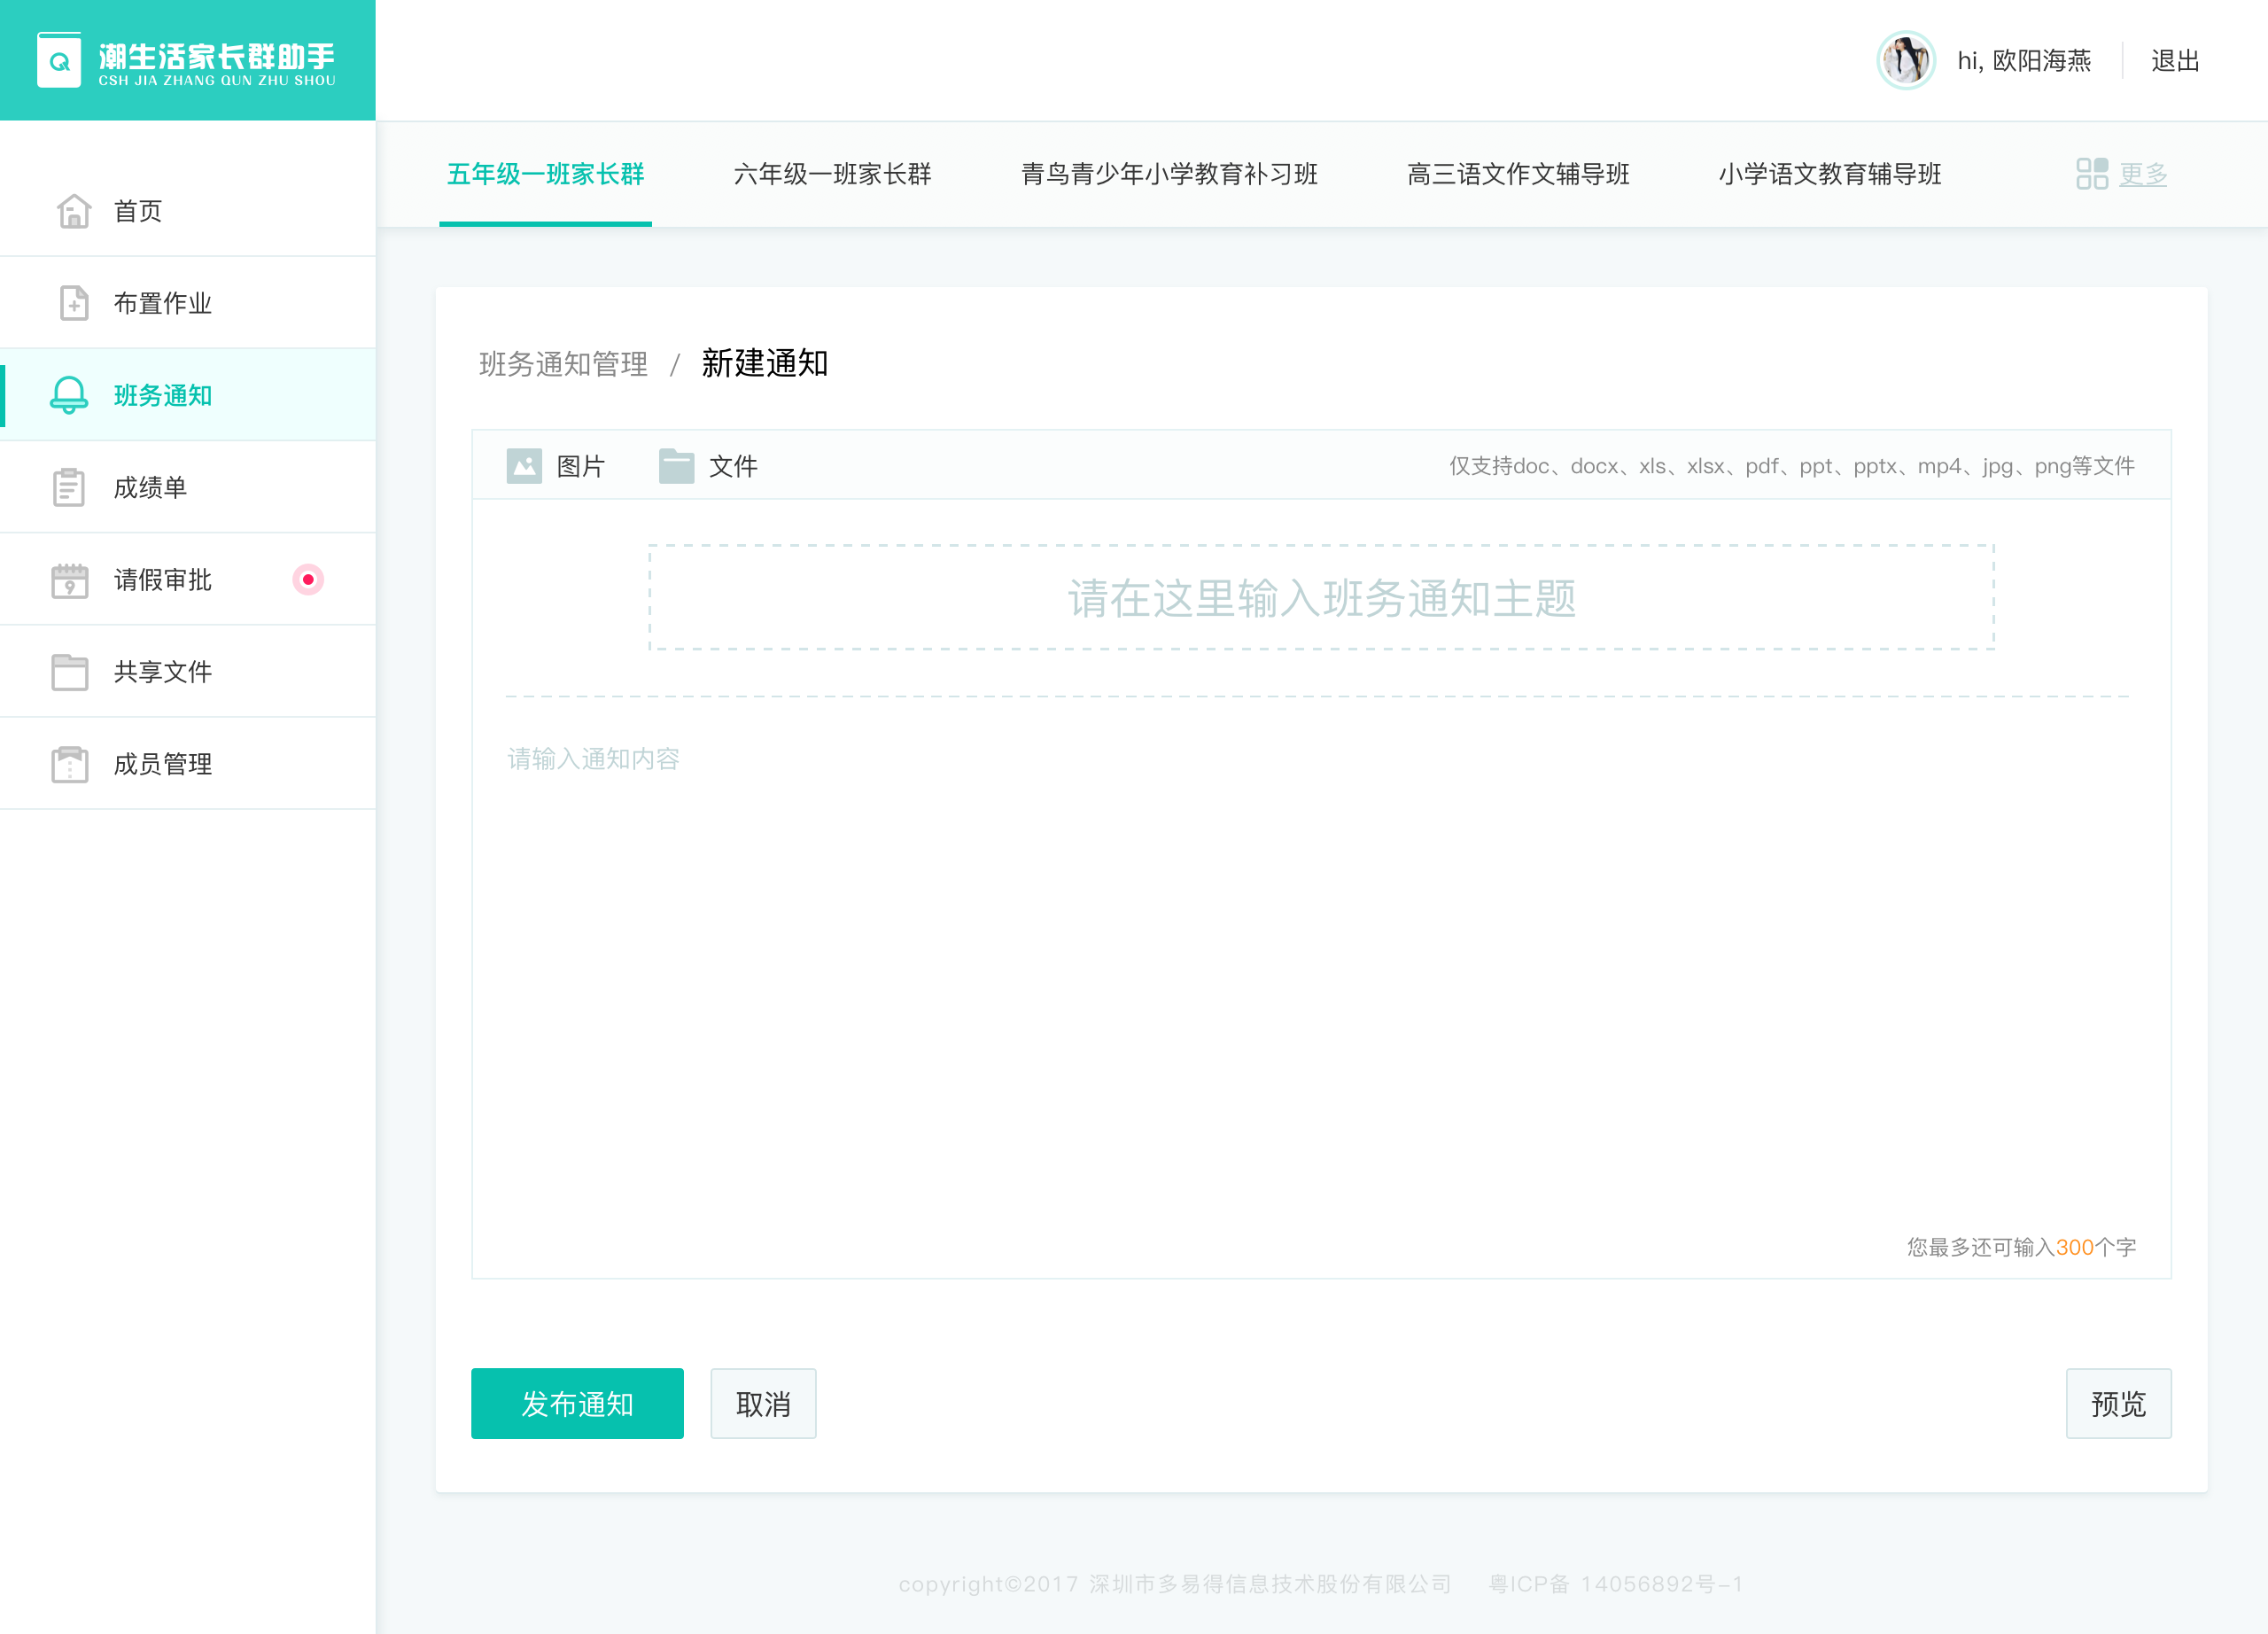 潮生活家长群助手
CSH JIA ZHANG QUN ZHU SHOU
hi, 欧阳海燕
退出
五年级一班家长群
六年级一班家长群
青鸟青少年小学教育补习班
高三语文作文辅导班
小学语文教育辅导班
更多
首页
布置作业
班务通知
成绩单
请假审批
共享文件
成员管理
班务通知管理 / 新建通知
图片
文件
仅支持doc、docx、xls、xlsx、pdf、ppt、pptx、mp4、jpg、png等文件
请在这里输入班务通知主题
请输入通知内容
您最多还可输入300个字
发布通知
取消
预览
copyright©2017 深圳市多易得信息技术股份有限公司 粤ICP备 14056892号-1